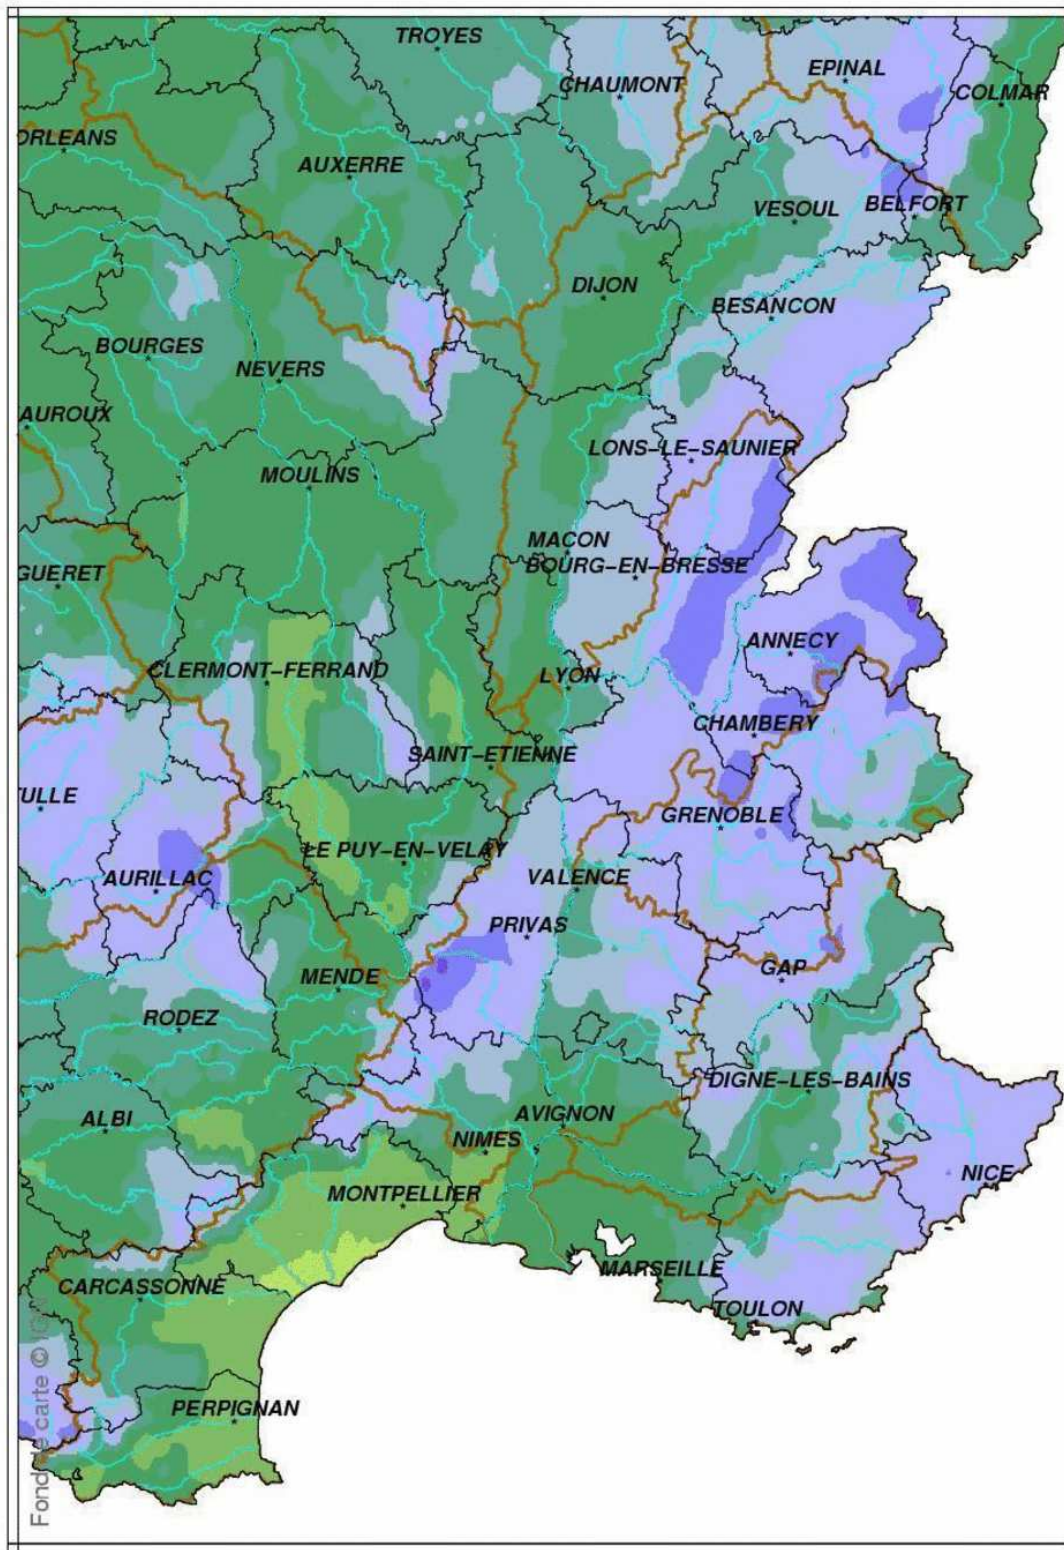 TROYES
EPINAL
CHAUMONT
COLMAR
ORLEANS
AUXERRE
VESOUL
BELFORT
DIJON
BESANCON
BOURGES
NEVERS
AUROUX
LONS-LE-SAUNIER
MOULINS
MACON
BOURG-EN-BRESSE
GUERET
ANNECY
CLERMONT-FERRAND
LYON
CHAMBERY
SAINT-ETIENNE
TULLE
GRENOBLE
LE PUY-EN-VELAY
AURILLAC
VALENCE
PRIVAS
GAP
MENDE
RODEZ
DIGNE-LES-BAINS
ALBI
AVIGNON
NIMES
NICE
MONTPELLIER
MARSEILLE
CARCASSONNE
TOULON
PERPIGNAN
Fond de carte ©